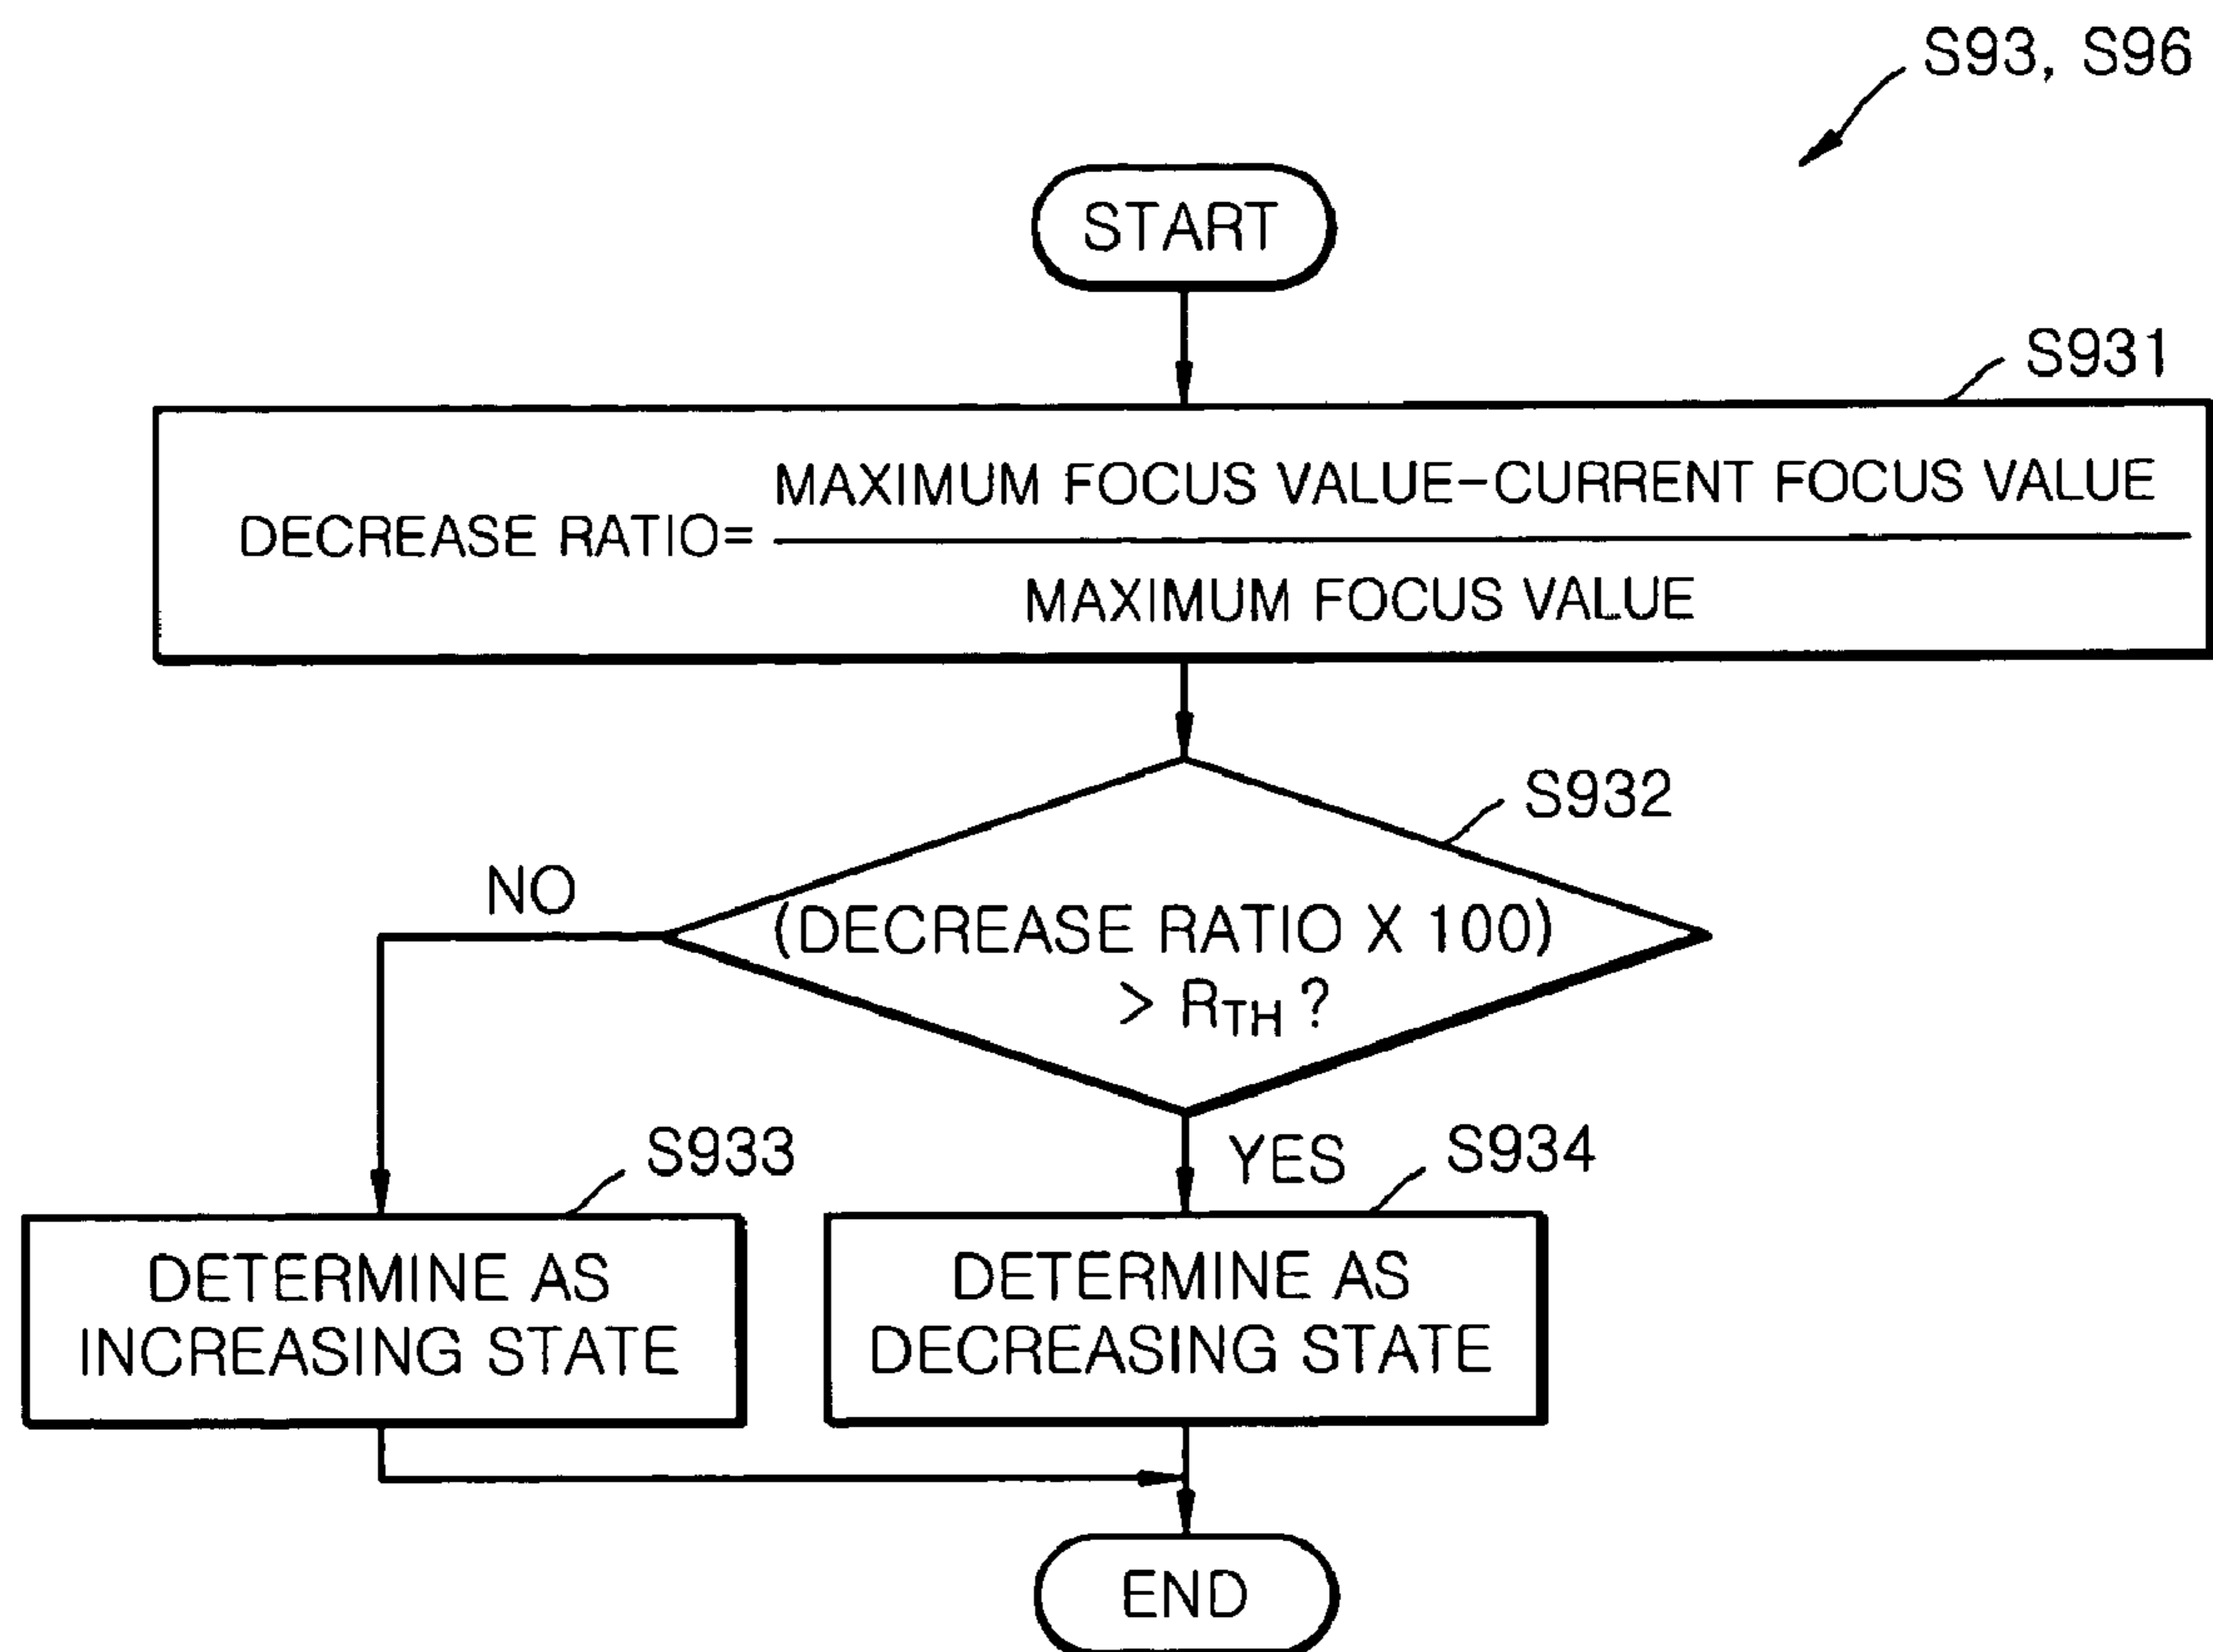 S93, S96
START
S931
MAXIMUM FOCUS VALUE-CURRENT FOCUS VALUE
DECREASE RATIO=
MAXIMUM FOCUS VALUE
S932
NO
(DECREASE RATIO X 100)
> RTH ?
YES
S933
S934
DETERMINE AS
INCREASING STATE
DETERMINE AS
DECREASING STATE
END